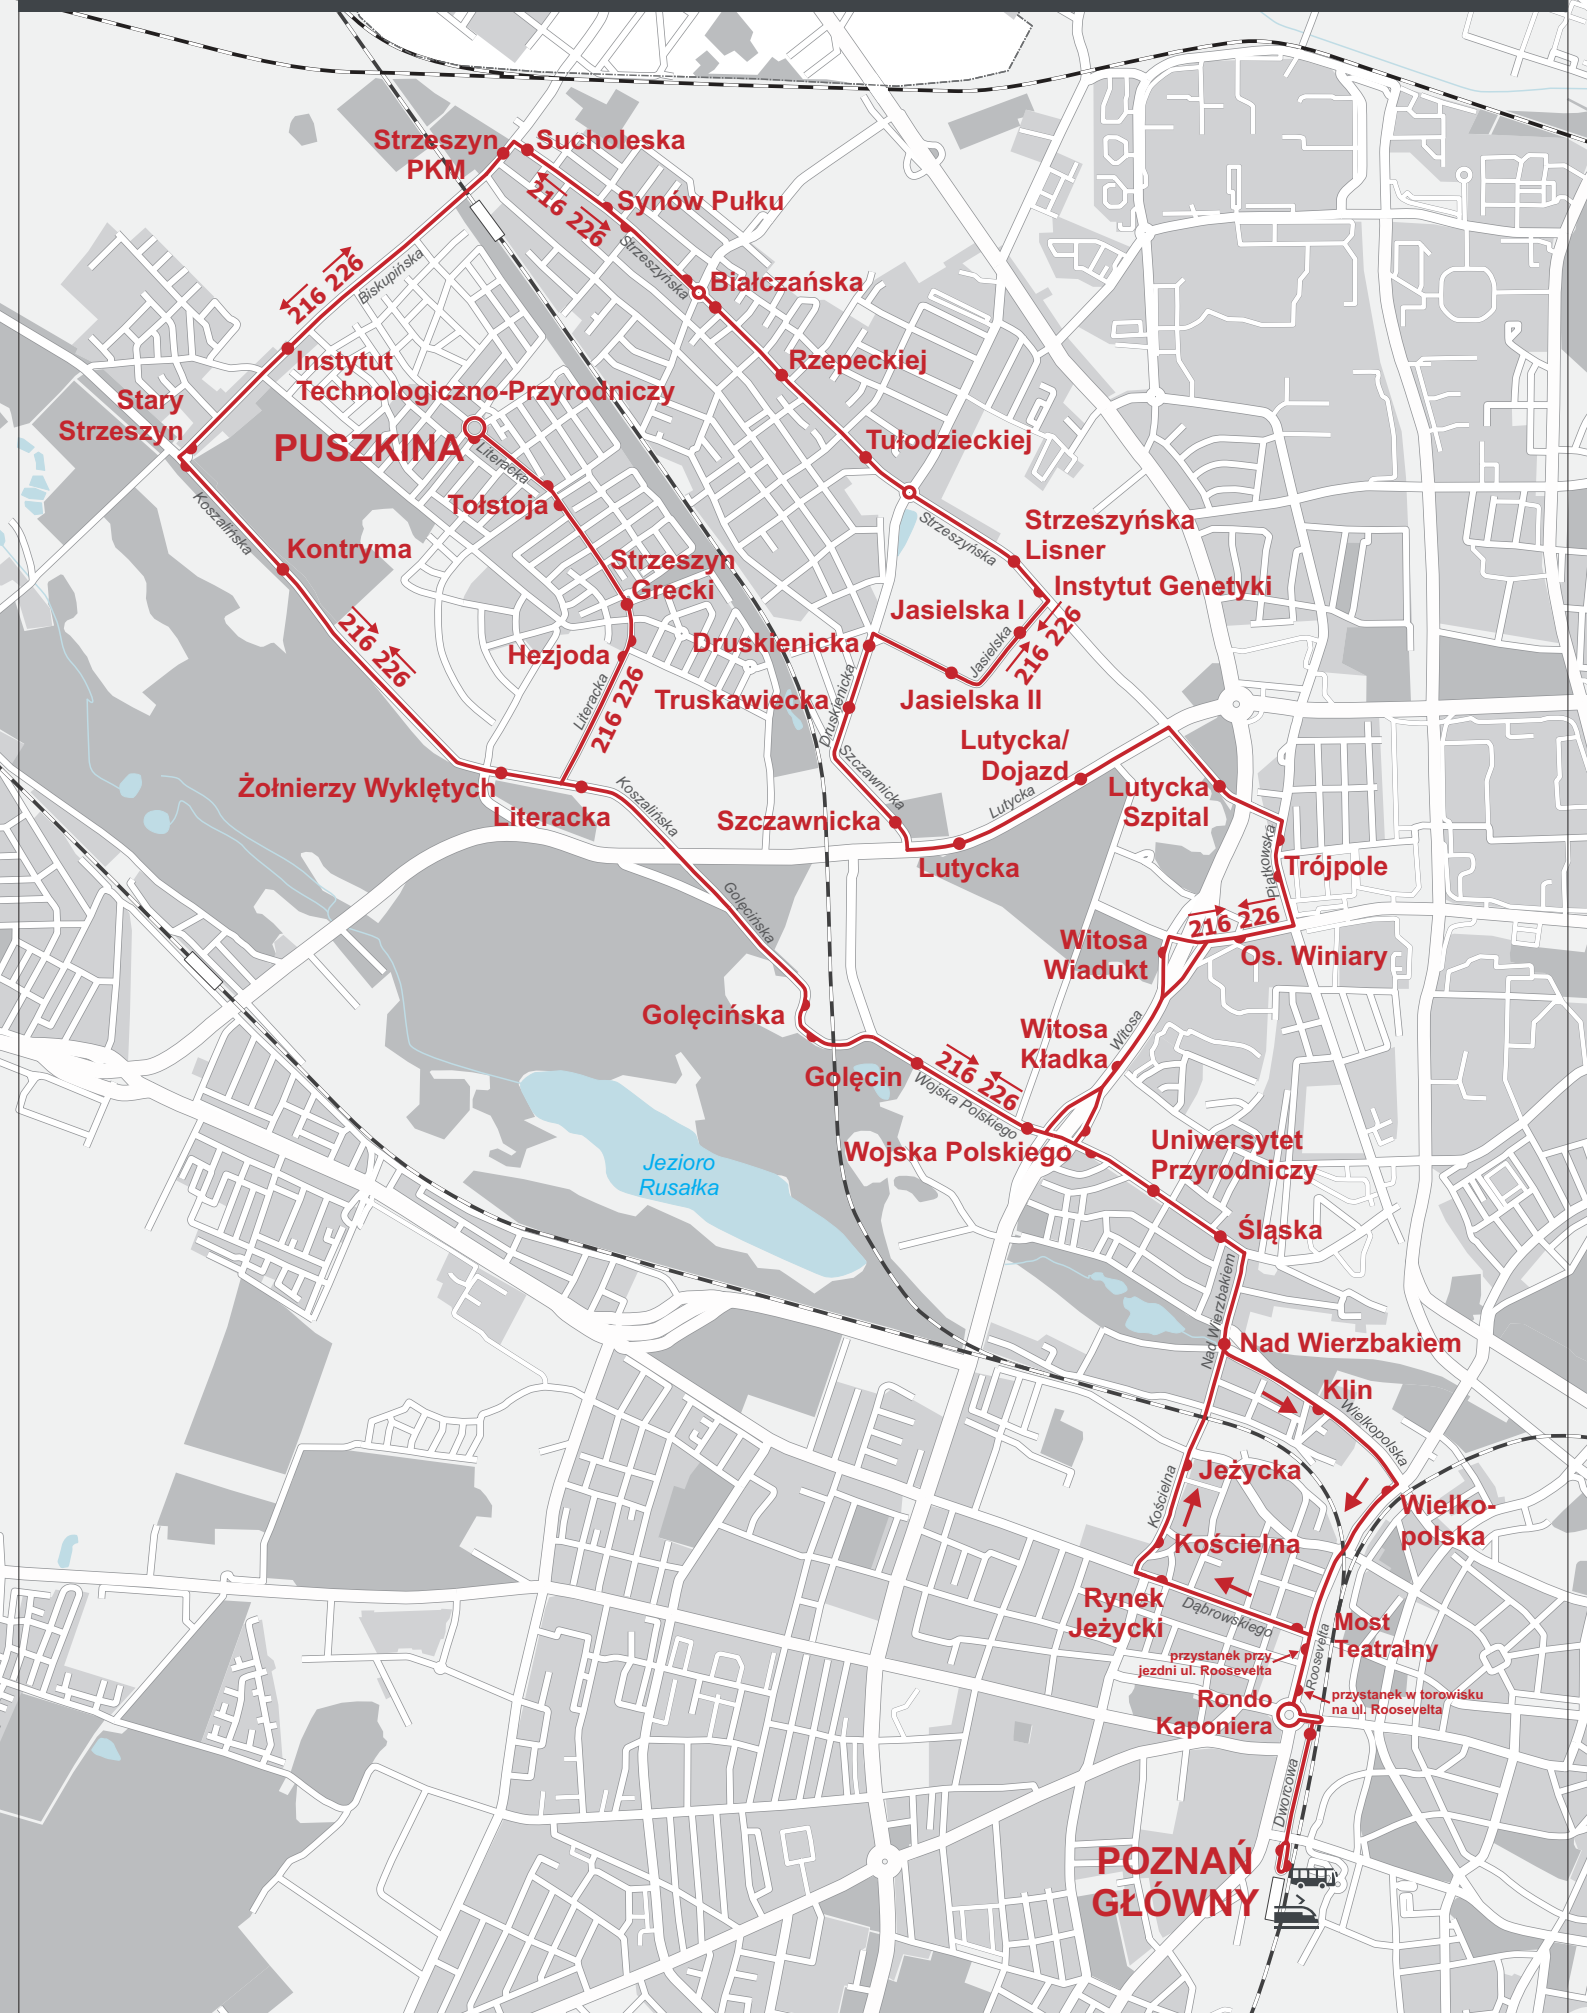 Strzeszyn
PKM
Sucholeska
216 226
Synów Pułku
Strzeszyńska
216 226
Biskupińska
Białczańska
Instytut
Technologiczno-Przyrodniczy
Rzepeckiej
Stary
Strzeszyn
PUSZKINA
Literacka
Tułodzieckiej
Tołstoja
Koszalińska
Strzeszyńska
Strzeszyńska
Lisner
Kontryma
Strzeszyn
Grecki
Instytut Genetyki
Jasielska I
216 226
Jasielska
216 226
Hezjoda
Druskienicka
Literacka
216 226
Truskawiecka
Druskienicka
Jasielska II
Lutycka/
Dojazd
Szczawnicka
Żołnierzy Wyklętych
Literacka
Koszalińska
Lutycka
Lutycka
Szpital
Szczawnicka
Lutycka
Piątkowska
Trójpole
Golęcińska
216 226
Witosa
Wiadukt
Os. Winiary
Golęcińska
Witosa
Kładka
Witosa
Golęcin
216 226
Wojska Polskiego
Wojska Polskiego
Uniwersytet
Przyrodniczy
Jezioro
Rusałka
Śląska
Nad Wierzbakiem
Nad Wierzbakiem
Klin
Wielkopolska
Jeżycka
Kościelna
Wielko-
polska
Kościelna
Rynek
Jeżycki
Dąbrowskiego
Most
Teatralny
przystanek przy
jezdni ul. Roosevelta
Roosevelta
Rondo
Kaponiera
przystanek w torowisku
na ul. Roosevelta
Dworcowa
POZNAŃ
GŁÓWNY